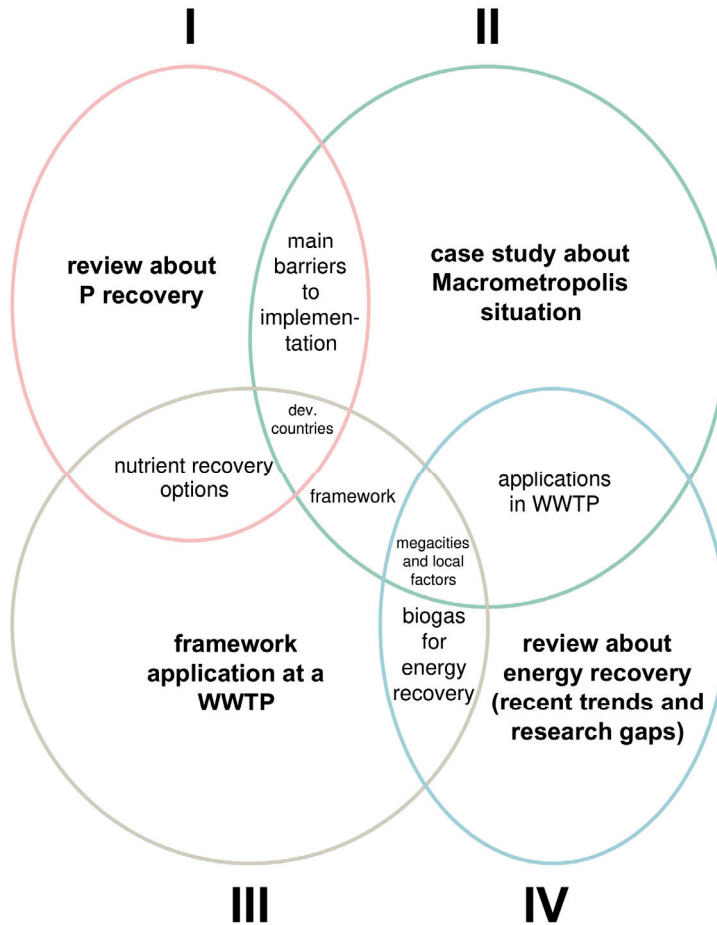 I
II
review about
P recovery
main
barriers
to
implemen-
tation
case study about
Macrometropolis
situation
dev.
countries
nutrient recovery
options
framework
applications
in WWTP
megacities
and local
factors
framework
application at a
WWTP
biogas
for
energy
recovery
review about
energy recovery
(recent trends and
research gaps)
III
IV